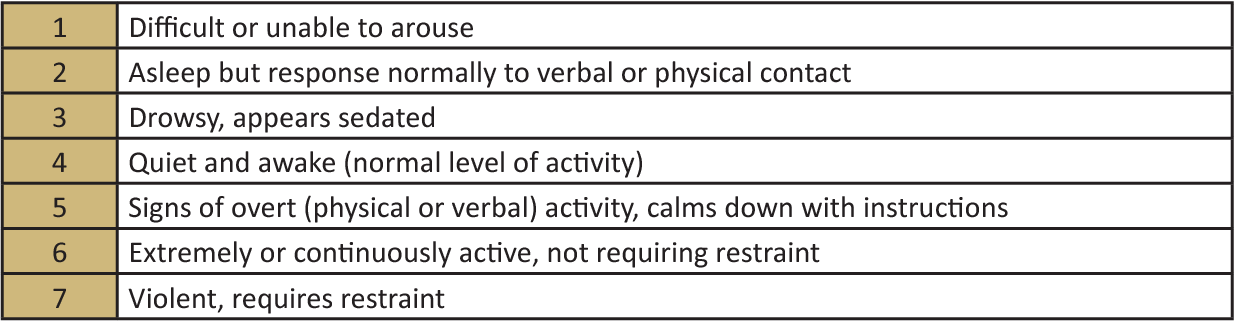 1 Difficult or unable to arouse
2 Asleep but response normally to verbal or physical contact
3 Drowsy, appears sedated
4 Quiet and awake (normal level of activity)
5 Signs of overt (physical or verbal) activity, calms down with instructions
6 Extremely or continuously active, not requiring restraint
7 Violent, requires restraint